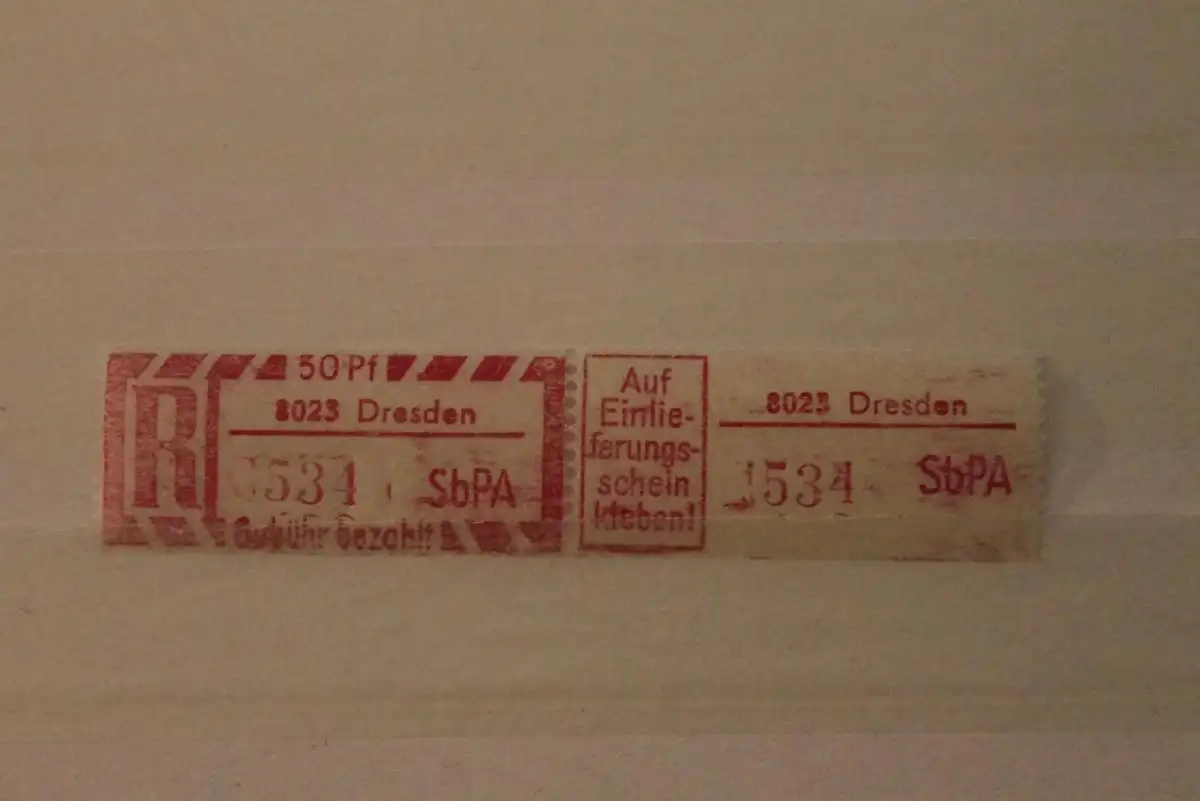 50 Pf
R
8023 Dresden
534 SbPA
Gebühr bezahlt
Auf
Einlie-
ferungs-
schein
kleben!
8023 Dresden
534 SbPA